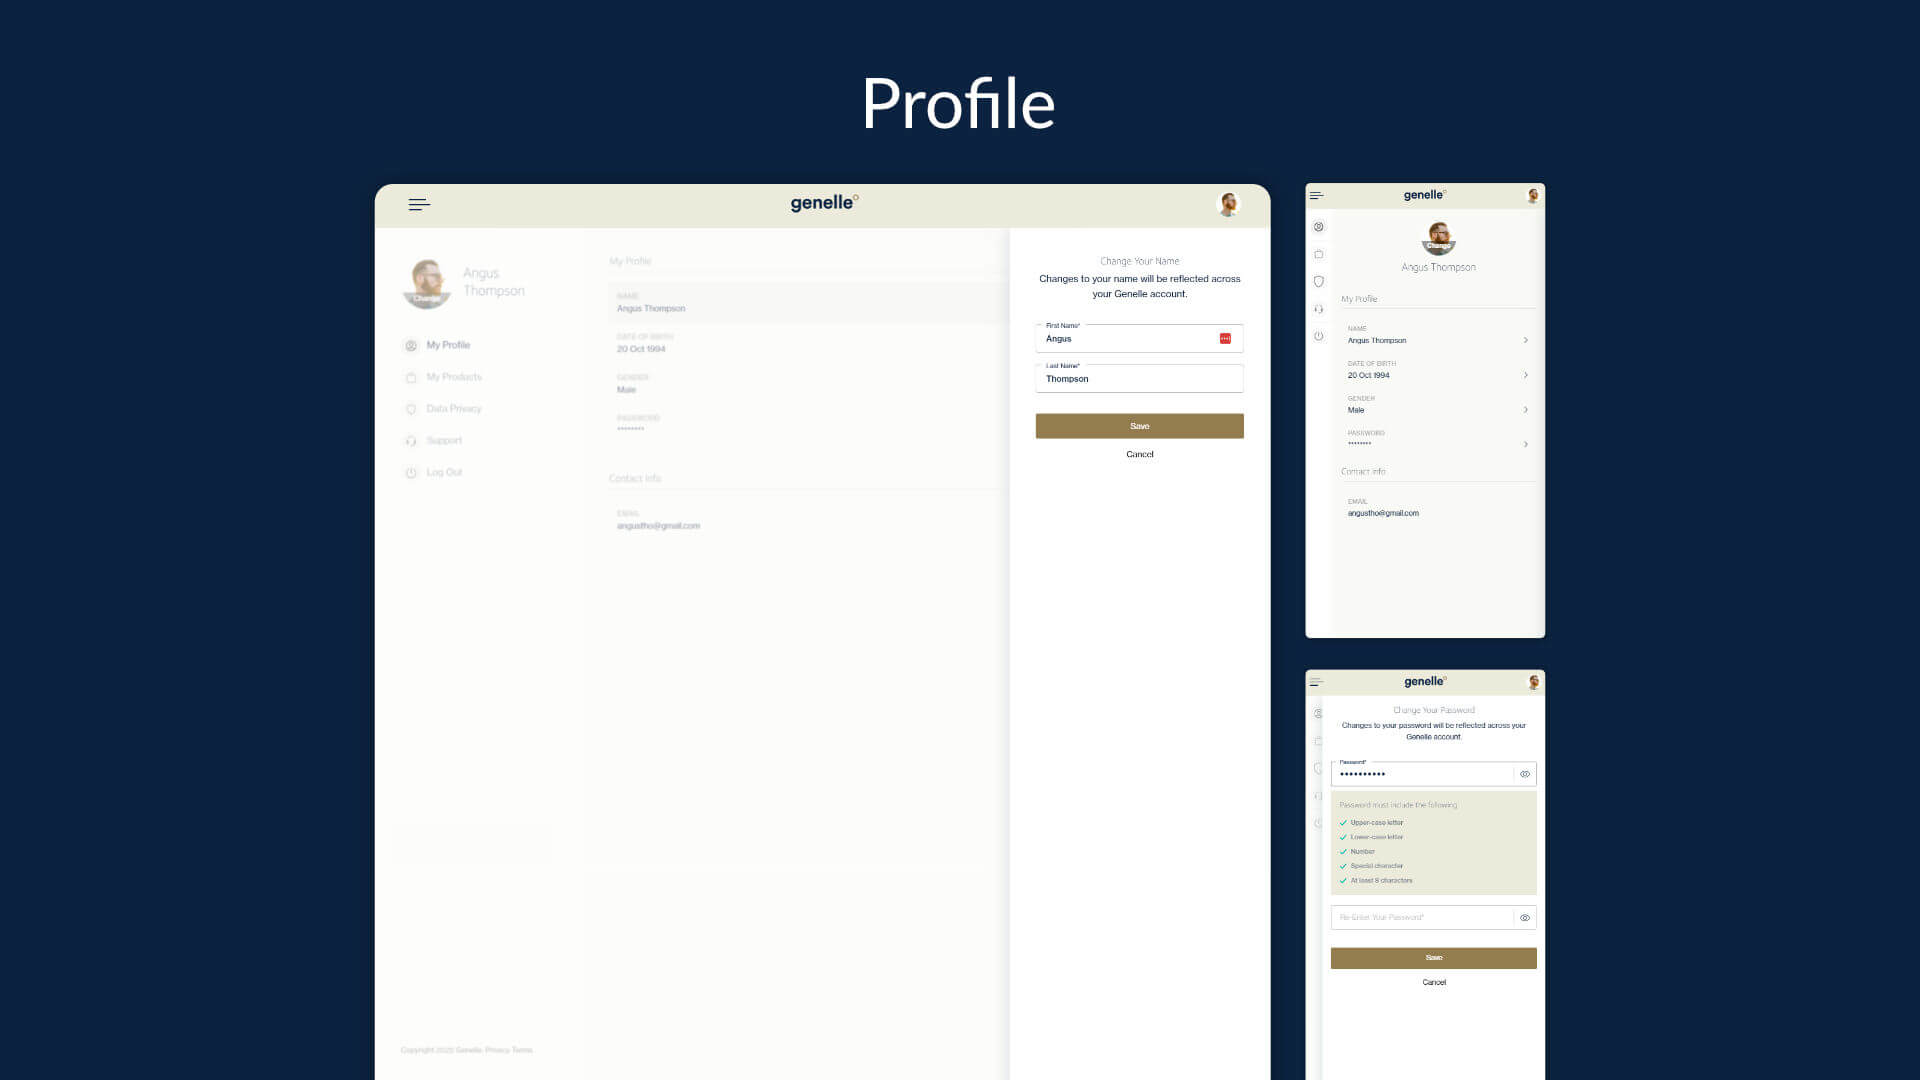 Profile
genelle
Angus
Thompson
Change
My Profile
My Products
Data Privacy
Support
Log Out
Copyright 2020 Genelle. Privacy Terms
My Profile
NAME
Angus Thompson
DATE OF BIRTH
20 Oct 1994
GENDER
Male
PASSWORD
********
Contact info
EMAIL
angustho@gmail.com
Change Your Name
Changes to your name will be reflected across
your Genelle account.
First Name*
Angus
Last Name*
Thompson
Save
Cancel
genelle
Change
Angus Thompson
My Profile
NAME
Angus Thompson
DATE OF BIRTH
20 Oct 1994
GENDER
Male
PASSWORD
********
Contact info
EMAIL
angustho@gmail.com
genelle
Change Your Password
Changes to your password will be reflected across your
Genelle account.
Password*
••••••••••
Password must include the following
Upper-case letter
Lower-case letter
Number
Special character
At least 8 characters
Re-Enter Your Password*
Save
Cancel